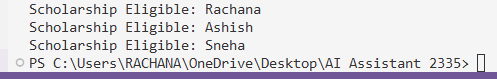 Scholarship Eligible: Rachana
Scholarship Eligible: Ashish
Scholarship Eligible: Sneha
PS C:\Users\RACHANA\OneDrive\Desktop\AI Assistant 2335>